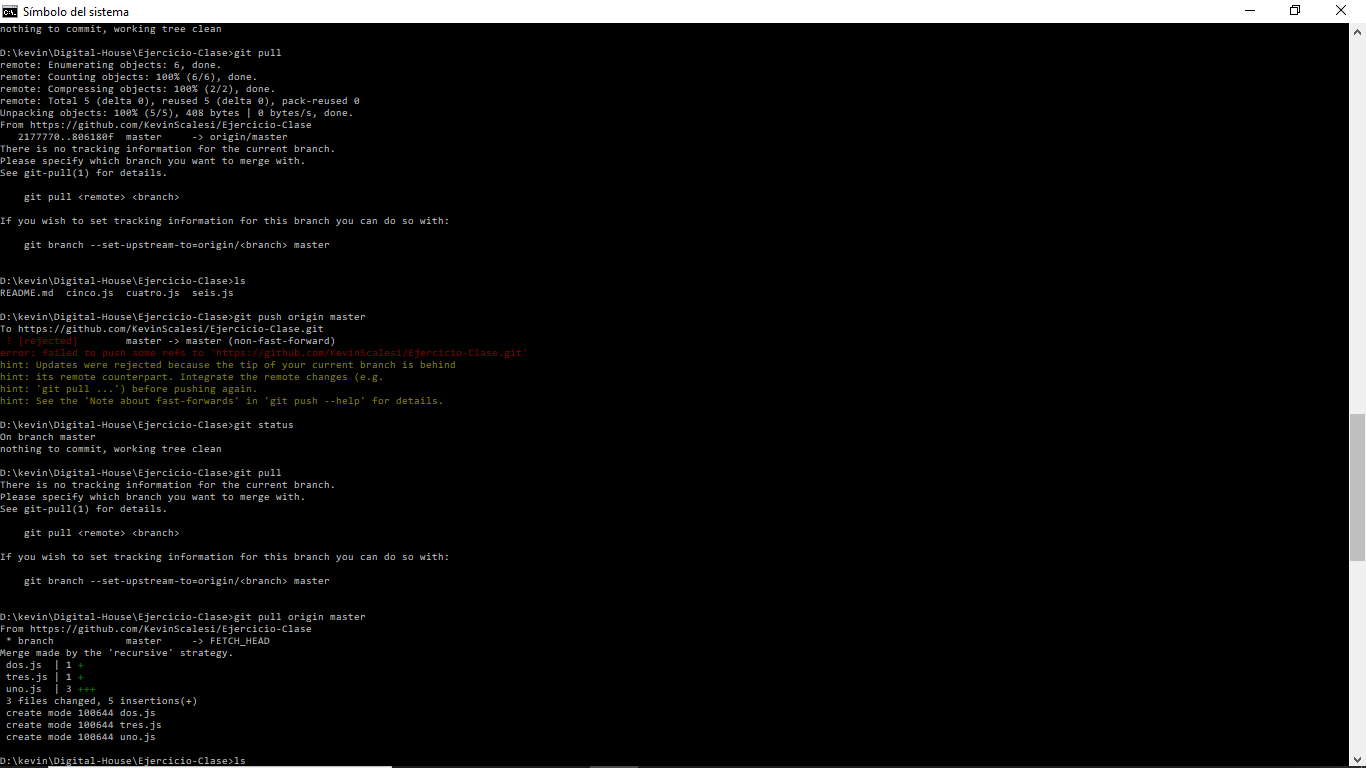 Símbolo del sistema
nothing to commit, working tree clean
D:\kevin\Digital-House\Ejercicio-Clase>git pull
remote: Enumerating objects: 6, done.
remote: Counting objects: 100% (6/6), done.
remote: Compressing objects: 100% (2/2), done.
remote: Total 5 (delta 0), reused 5 (delta 0), pack-reused 0
Unpacking objects: 100% (5/5), 408 bytes | 0 bytes/s, done.
From https://github.com/KevinScalesi/Ejercicio-Clase
   2177770..806180f  master     -> origin/master
There is no tracking information for the current branch.
Please specify which branch you want to merge with.
See git-pull(1) for details.
    git pull <remote> <branch>
If you wish to set tracking information for this branch you can do so with:
    git branch --set-upstream-to=origin/<branch> master
D:\kevin\Digital-House\Ejercicio-Clase>ls
README.md  cinco.js  cuatro.js  seis.js
D:\kevin\Digital-House\Ejercicio-Clase>git push origin master
To https://github.com/KevinScalesi/Ejercicio-Clase.git
 ! [rejected]        master -> master (non-fast-forward)
error: failed to push some refs to 'https://github.com/KevinScalesi/Ejercicio-Clase.git'
hint: Updates were rejected because the tip of your current branch is behind
hint: its remote counterpart. Integrate the remote changes (e.g.
hint: 'git pull ...') before pushing again.
hint: See the 'Note about fast-forwards' in 'git push --help' for details.
D:\kevin\Digital-House\Ejercicio-Clase>git status
On branch master
nothing to commit, working tree clean
D:\kevin\Digital-House\Ejercicio-Clase>git pull
There is no tracking information for the current branch.
Please specify which branch you want to merge with.
See git-pull(1) for details.
    git pull <remote> <branch>
If you wish to set tracking information for this branch you can do so with:
    git branch --set-upstream-to=origin/<branch> master
D:\kevin\Digital-House\Ejercicio-Clase>git pull origin master
From https://github.com/KevinScalesi/Ejercicio-Clase
 * branch            master     -> FETCH_HEAD
Merge made by the 'recursive' strategy.
 dos.js  | 1 +
 tres.js | 1 +
 uno.js  | 3 +++
 3 files changed, 5 insertions(+)
 create mode 100644 dos.js
 create mode 100644 tres.js
 create mode 100644 uno.js
D:\kevin\Digital-House\Ejercicio-Clase>ls